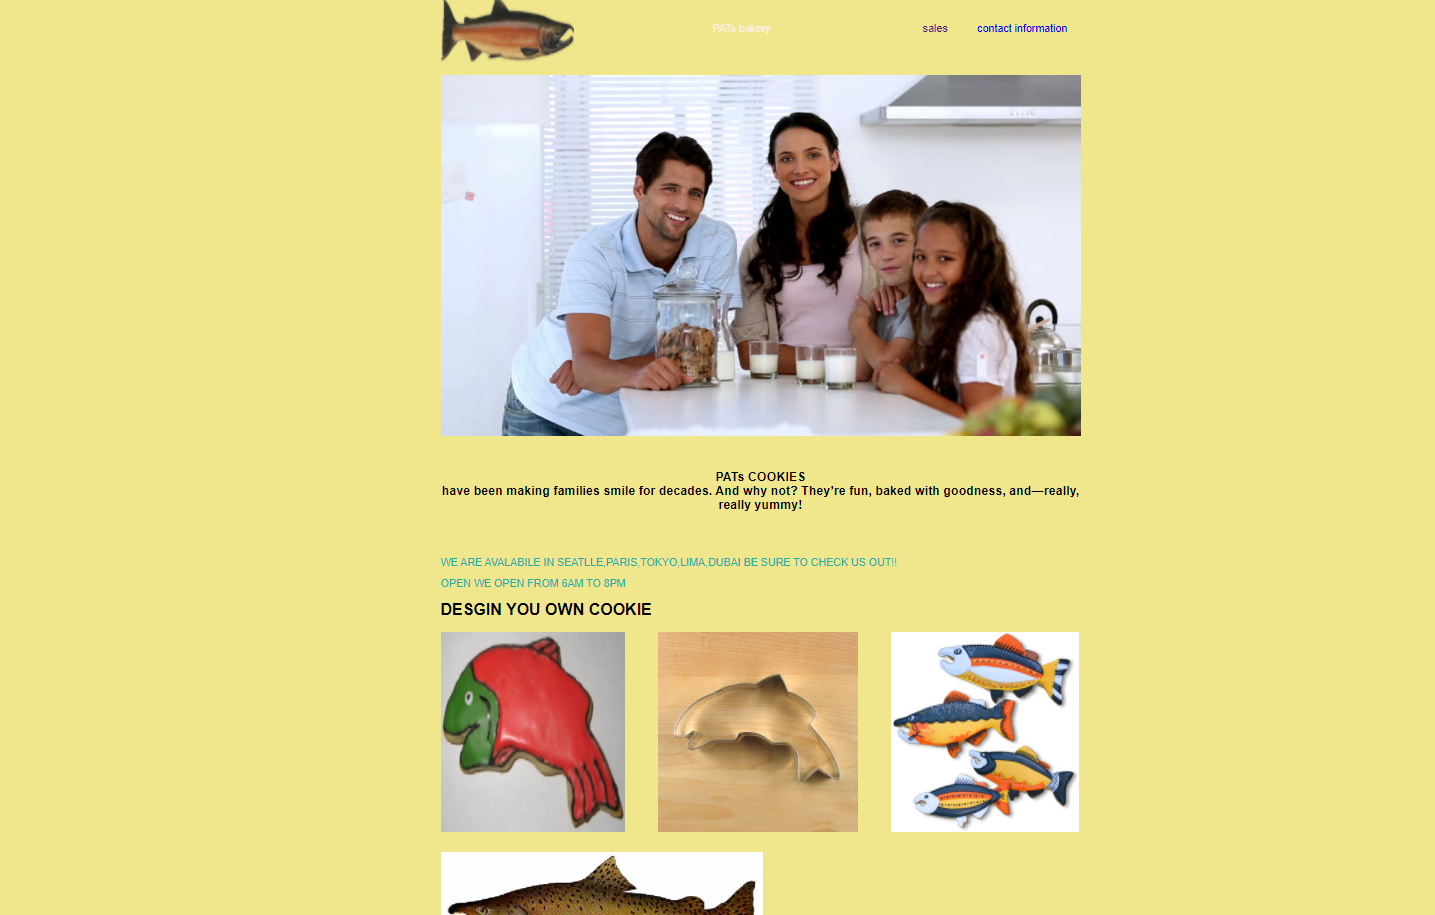 PATs bakery
sales
contact information
PATs COOKIES
have been making families smile for decades. And why not? They’re fun, baked with goodness, and—really,
really yummy!
WE ARE AVALABILE IN SEATLLE,PARIS,TOKYO,LIMA,DUBAI BE SURE TO CHECK US OUT!!
OPEN WE OPEN FROM 6AM TO 8PM
DESGIN YOU OWN COOKIE